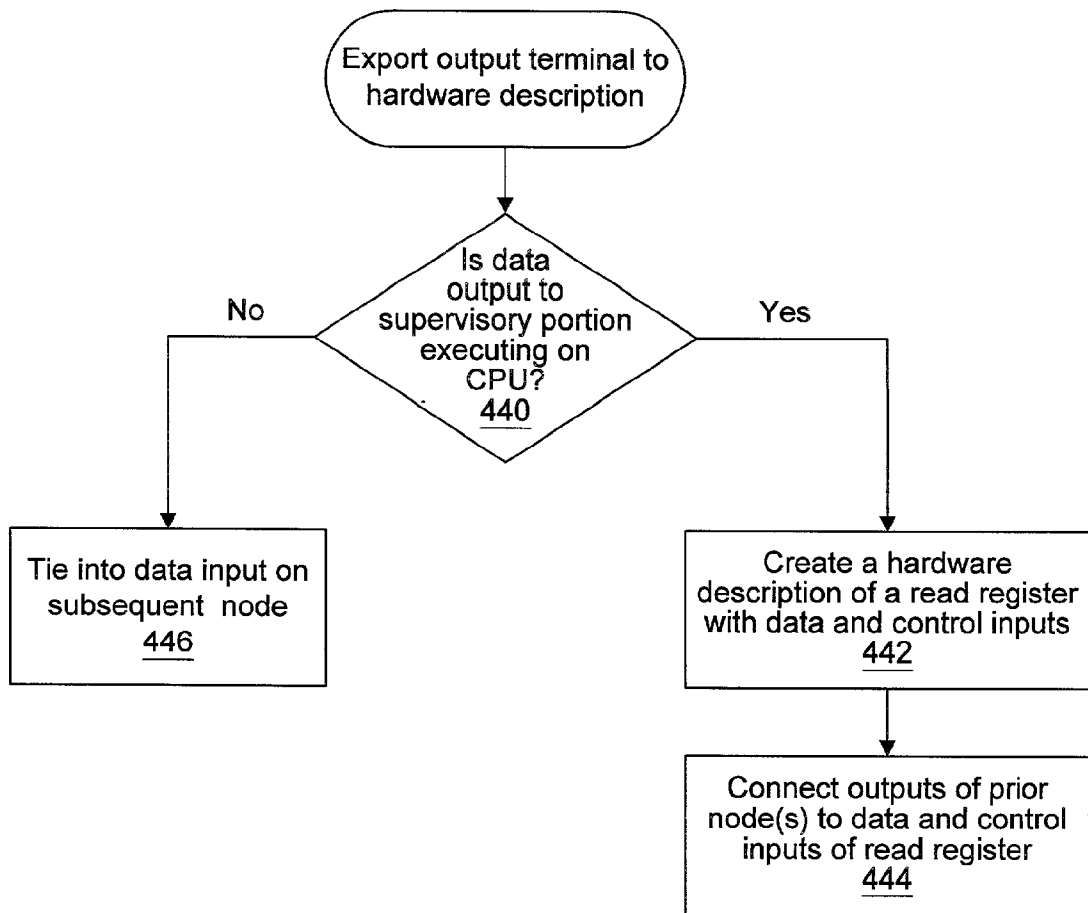 Export output terminal to
hardware description
Is data
output to
supervisory portion
executing on
CPU?
440
No
Yes
Tie into data input on
subsequent node
446
Create a hardware
description of a read register
with data and control inputs
442
Connect outputs of prior
node(s) to data and control
inputs of read register
444